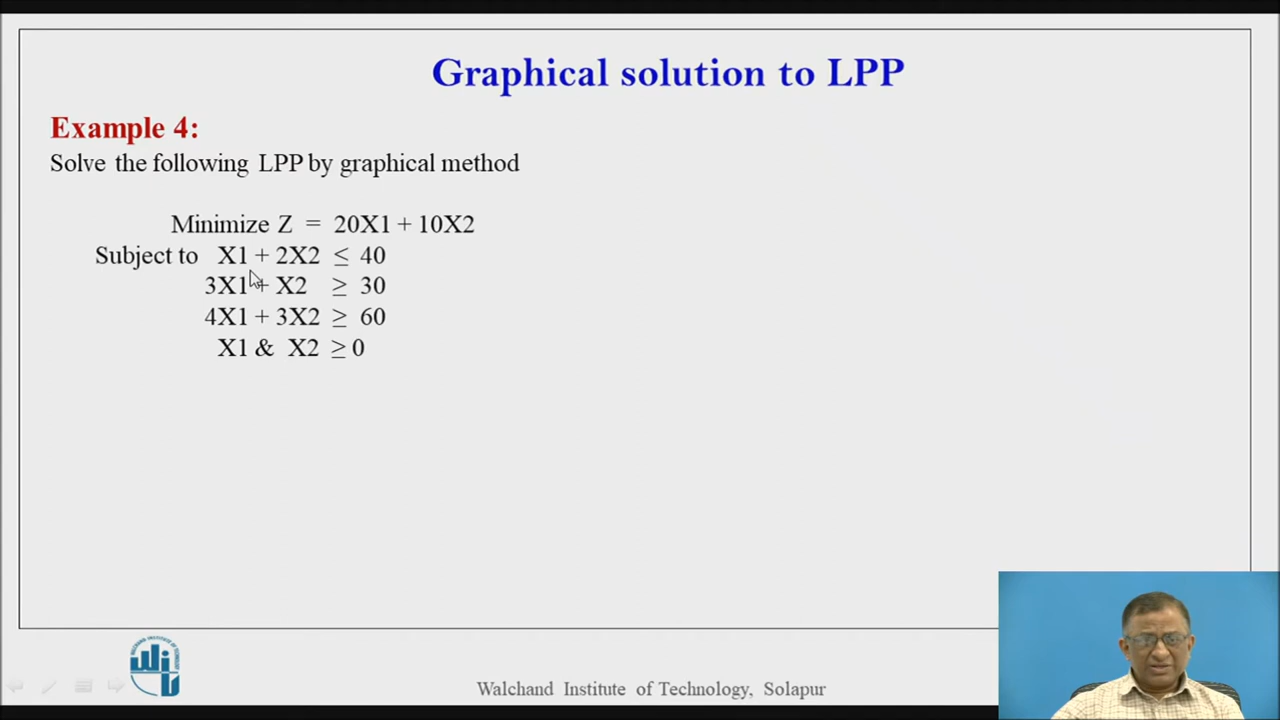 Graphical solution to LPP
Example 4:
Solve the following LPP by graphical method
Minimize Z = 20X1 + 10X2
Subject to X1 + 2X2 ≤ 40
3X1 + X2 ≥ 30
4X1 + 3X2 ≥ 60
X1 & X2 ≥ 0
Walchand Institute of Technology, Solapur